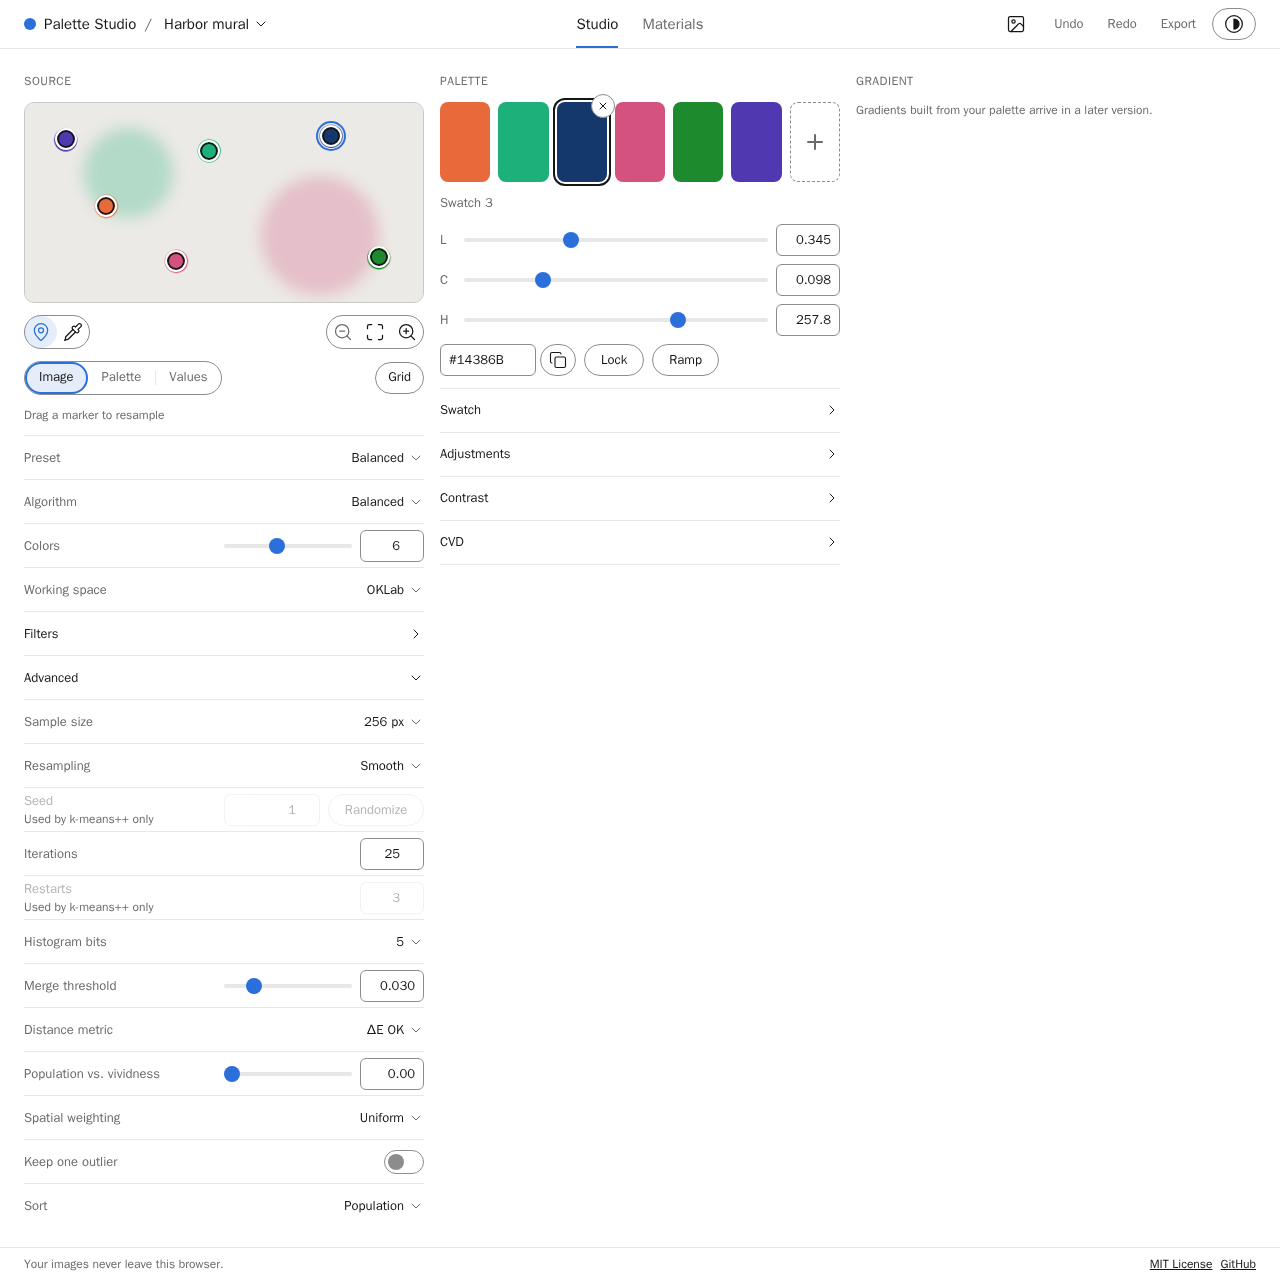 Palette Studio / Harbor mural
Studio Materials
Undo Redo Export
SOURCE
Image Palette Values Grid
Drag a marker to resample
Preset Balanced
Algorithm Balanced
Colors 6
Working space OKLab
Filters
Advanced
Sample size 256 px
Resampling Smooth
Seed 1 Randomize
Used by k-means++ only
Iterations 25
Restarts 3
Used by k-means++ only
Histogram bits 5
Merge threshold 0.030
Distance metric ΔE OK
Population vs. vividness 0.00
Spatial weighting Uniform
Keep one outlier
Sort Population
PALETTE
Swatch 3
L 0.345
C 0.098
H 257.8
#14386B Lock Ramp
Swatch
Adjustments
Contrast
CVD
GRADIENT
Gradients built from your palette arrive in a later version.
Your images never leave this browser.
MIT License GitHub